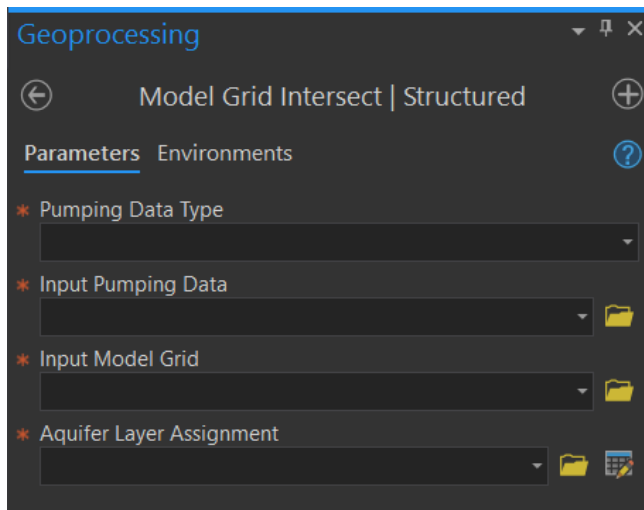 Geoprocessing
Model Grid Intersect | Structured
Parameters Environments
?
* Pumping Data Type
* Input Pumping Data
* Input Model Grid
* Aquifer Layer Assignment